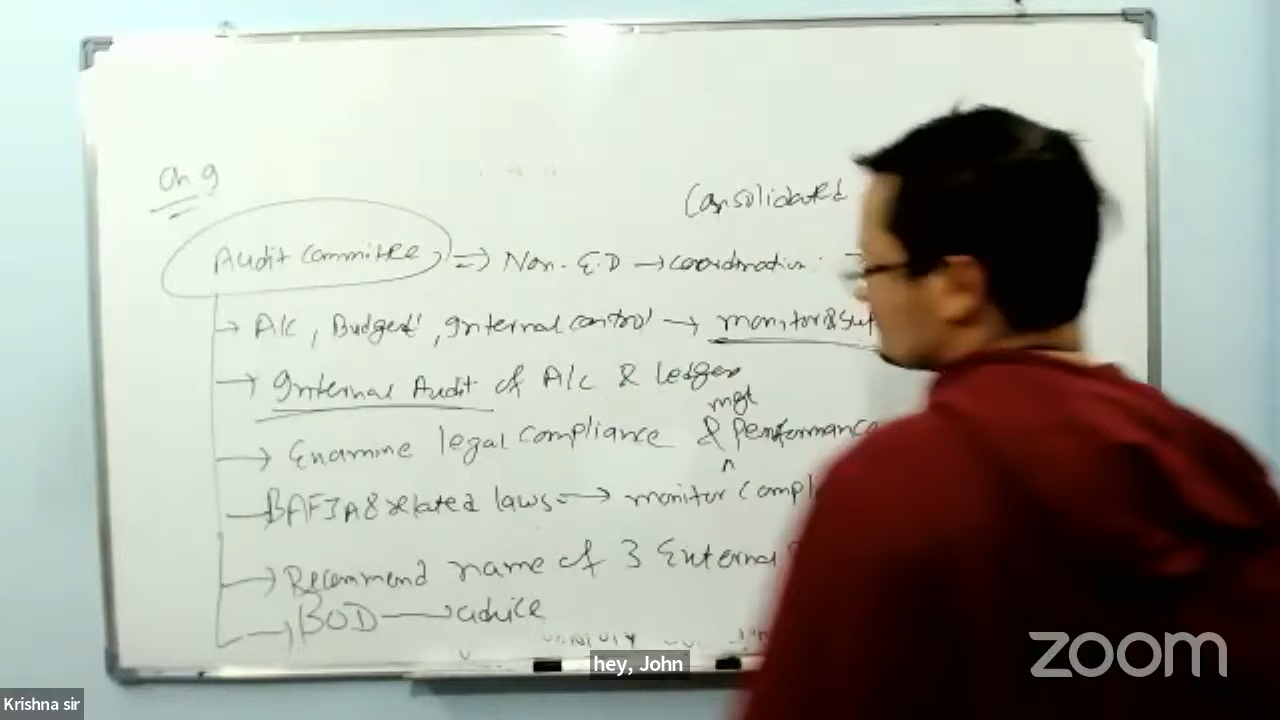 Ch 9
Consolidated
Audit Committee => Non-E.D → coordination
→ A/c, Budget, Internal control → monitor & sup
→ Internal Audit of A/c & ledger
mgt
→ Examine legal compliance & performance
→ BAFIA & related laws → monitor compl
→ Recommend name of 3 External
→ BOD → advice
hey, John
zoom
Krishna sir